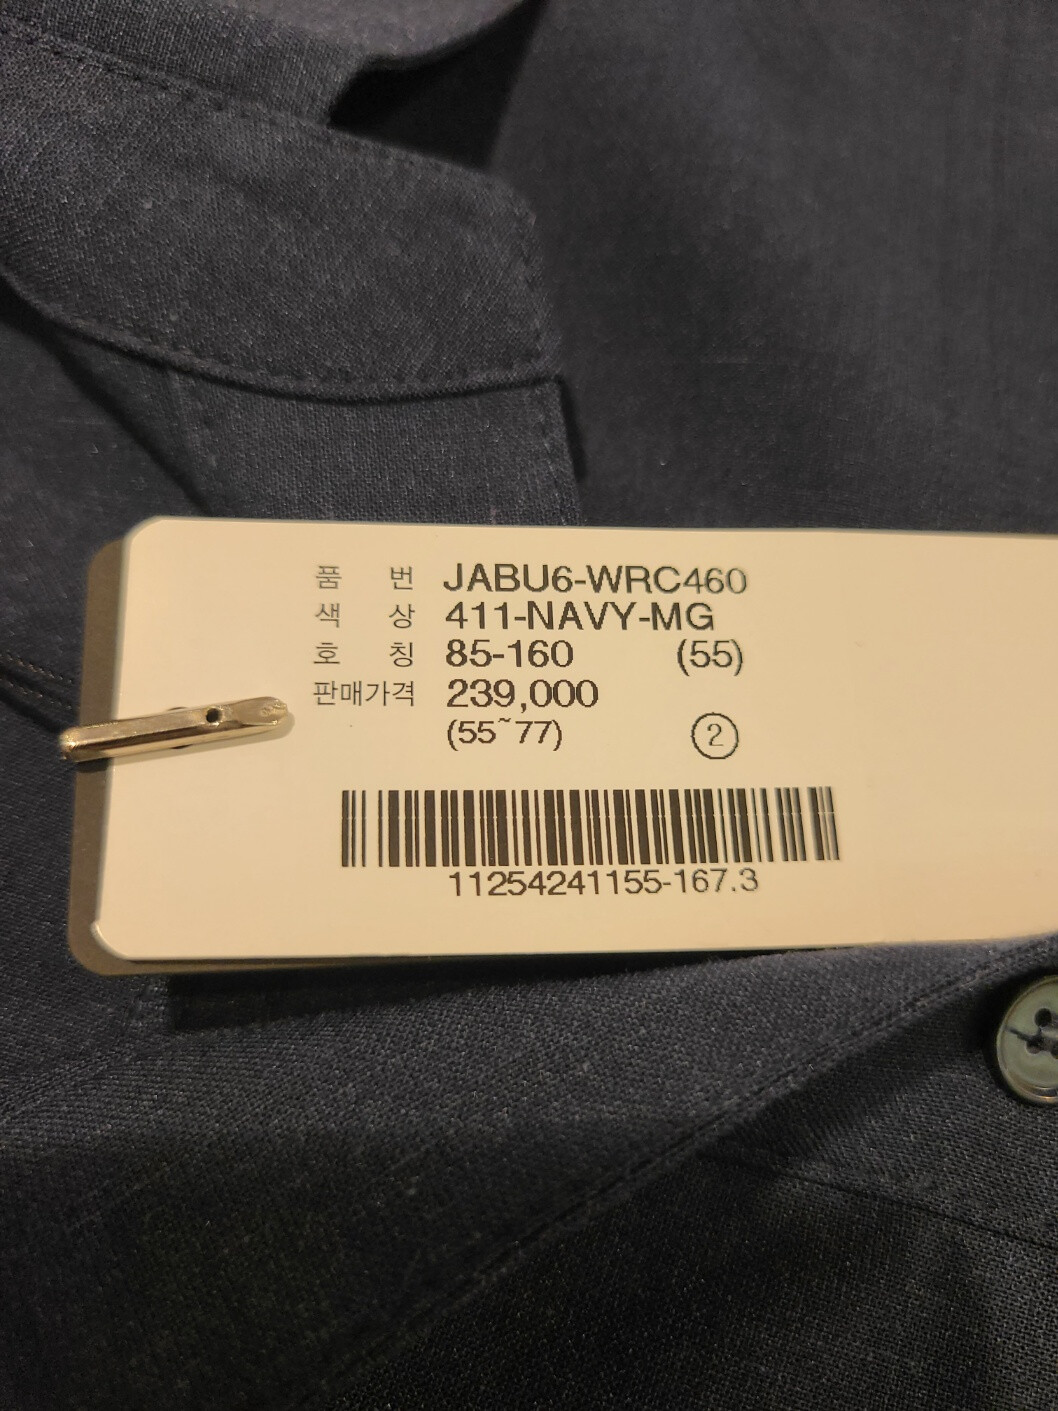 품 번 JABU6-WRC460
색 상 411-NAVY-MG
호 칭 85-160 (55)
판매가격 239,000
(55~77) ②
11254241155-167.3